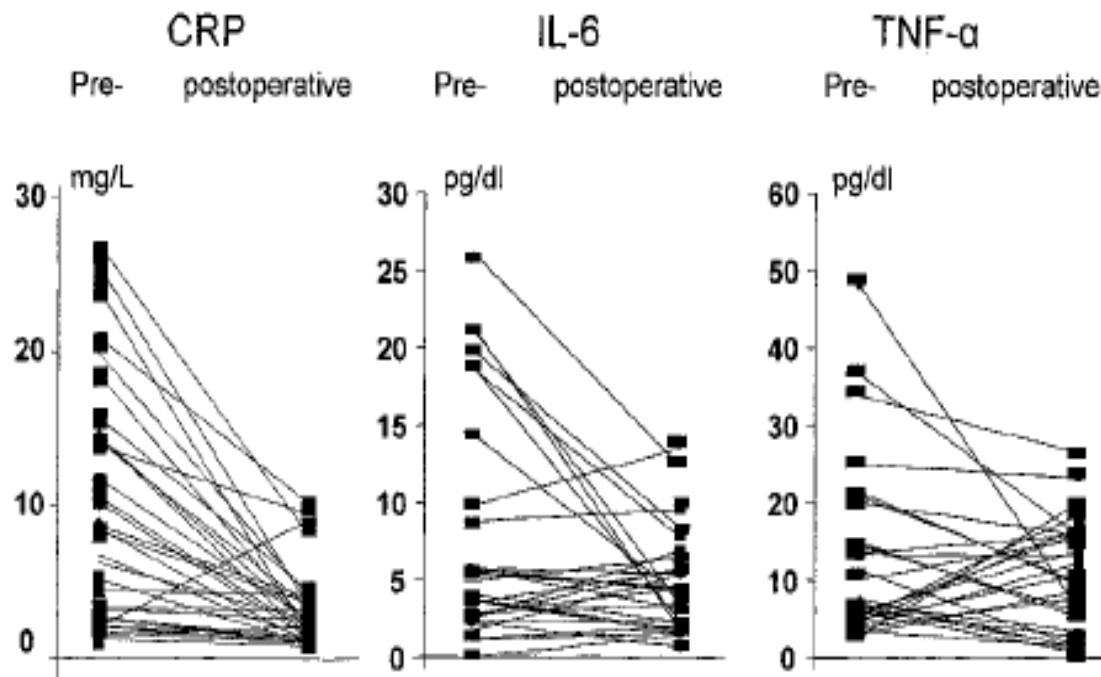 CRP IL-6 TNF-α
Pre- postoperative Pre- postoperative Pre- postoperative
mg/L pg/dl pg/dl
30 30 60
25 50
20 20 40
15 30
10 10 20
5 10
0 0 0